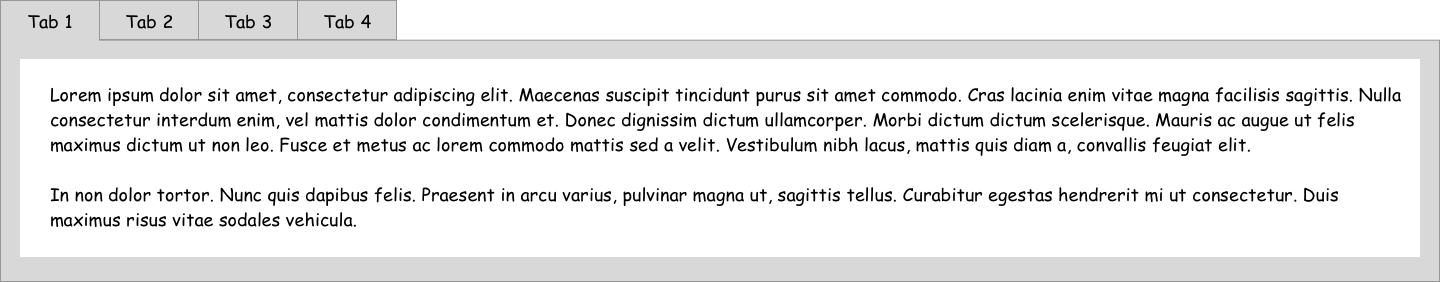 Tab 1 Tab 2 Tab 3 Tab 4
Lorem ipsum dolor sit amet, consectetur adipiscing elit. Maecenas suscipit tincidunt purus sit amet commodo. Cras lacinia enim vitae magna facilisis sagittis. Nulla
consectetur interdum enim, vel mattis dolor condimentum et. Donec dignissim dictum ullamcorper. Morbi dictum dictum scelerisque. Mauris ac augue ut felis
maximus dictum ut non leo. Fusce et metus ac lorem commodo mattis sed a velit. Vestibulum nibh lacus, mattis quis diam a, convallis feugiat elit.
In non dolor tortor. Nunc quis dapibus felis. Praesent in arcu varius, pulvinar magna ut, sagittis tellus. Curabitur egestas hendrerit mi ut consectetur. Duis
maximus risus vitae sodales vehicula.